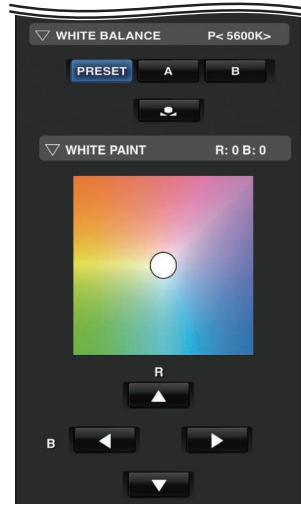 WHITE BALANCE P< 5600K>
PRESET A B
WHITE PAINT R: 0 B: 0
R
B